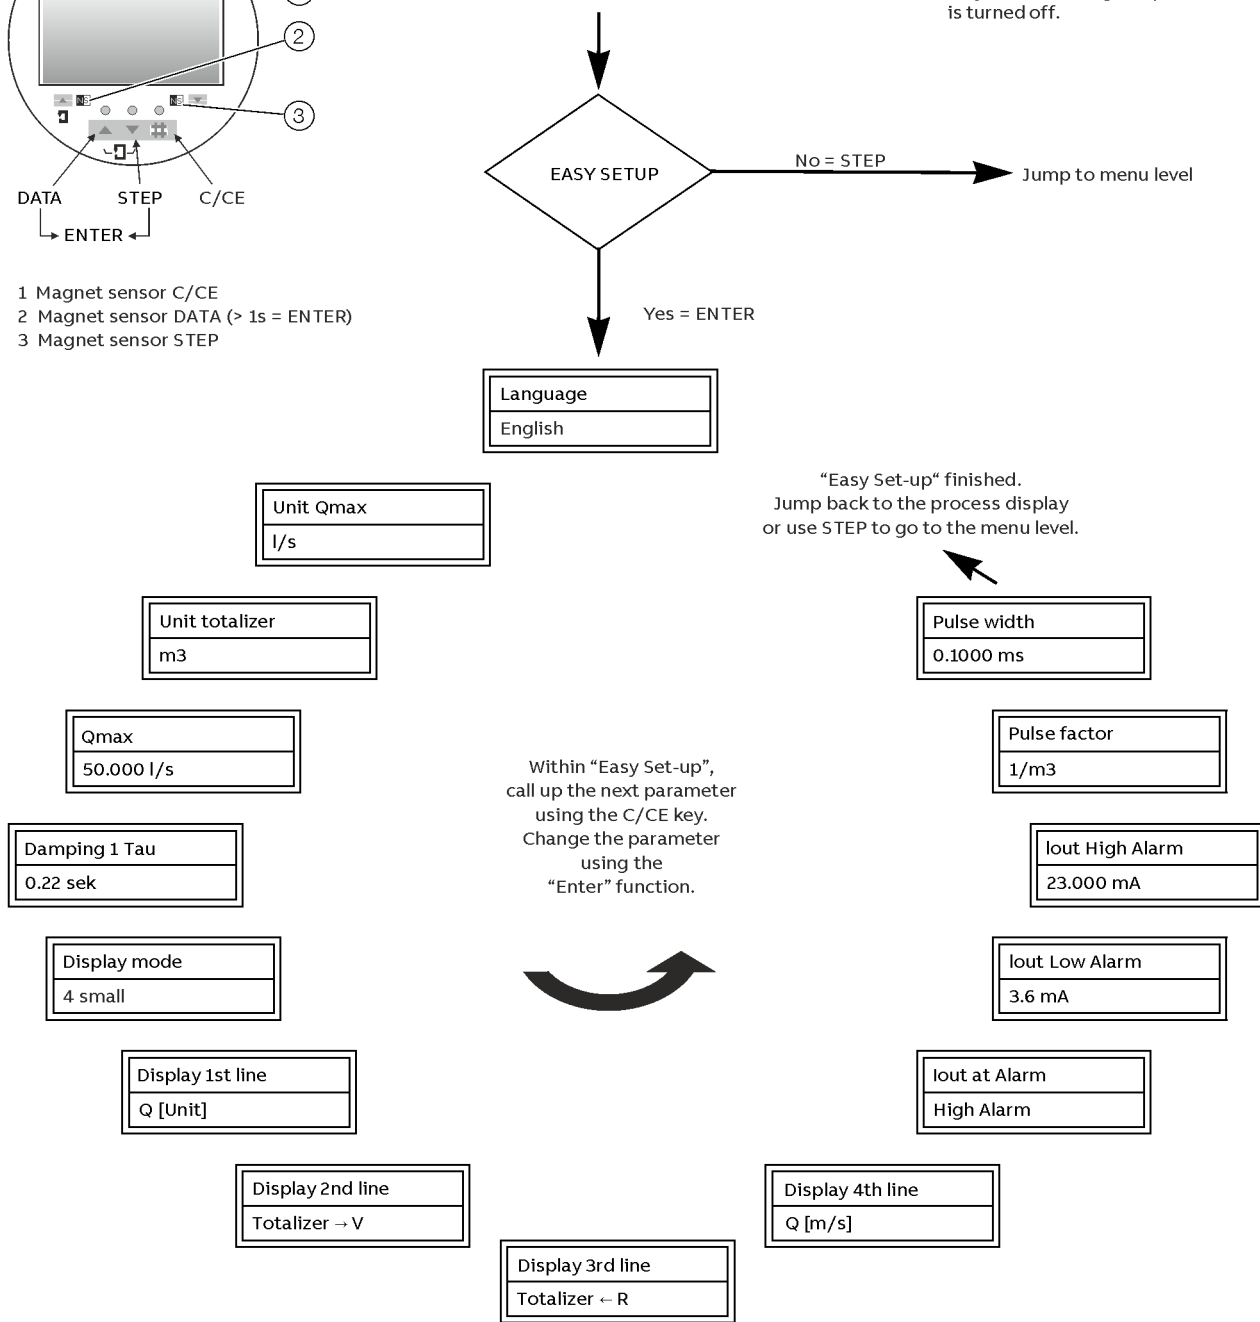 is turned off.
2
3
NS
NS
DATA
STEP
C/CE
ENTER
1 Magnet sensor C/CE
2 Magnet sensor DATA (> 1s = ENTER)
3 Magnet sensor STEP
EASY SETUP
No = STEP
Jump to menu level
Yes = ENTER
Language
English
Unit Qmax
l/s
Unit totalizer
m3
Qmax
50.000 l/s
Damping 1 Tau
0.22 sek
Display mode
4 small
Display 1st line
Q [Unit]
Display 2nd line
Totalizer → V
Display 3rd line
Totalizer ← R
Display 4th line
Q [m/s]
Iout at Alarm
High Alarm
Iout Low Alarm
3.6 mA
Iout High Alarm
23.000 mA
Pulse factor
1/m3
Pulse width
0.1000 ms
“Easy Set-up“ finished.
Jump back to the process display
or use STEP to go to the menu level.
Within “Easy Set-up”,
call up the next parameter
using the C/CE key.
Change the parameter
using the
“Enter” function.